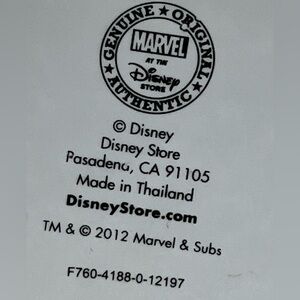 GENUINE ★ ORIGINAL ★ AUTHENTIC ★
MARVEL
AT THE
Disney
STORE
© Disney
Disney Store
Pasadena, CA 91105
Made in Thailand
DisneyStore.com
TM & © 2012 Marvel & Subs
F760-4188-0-12197